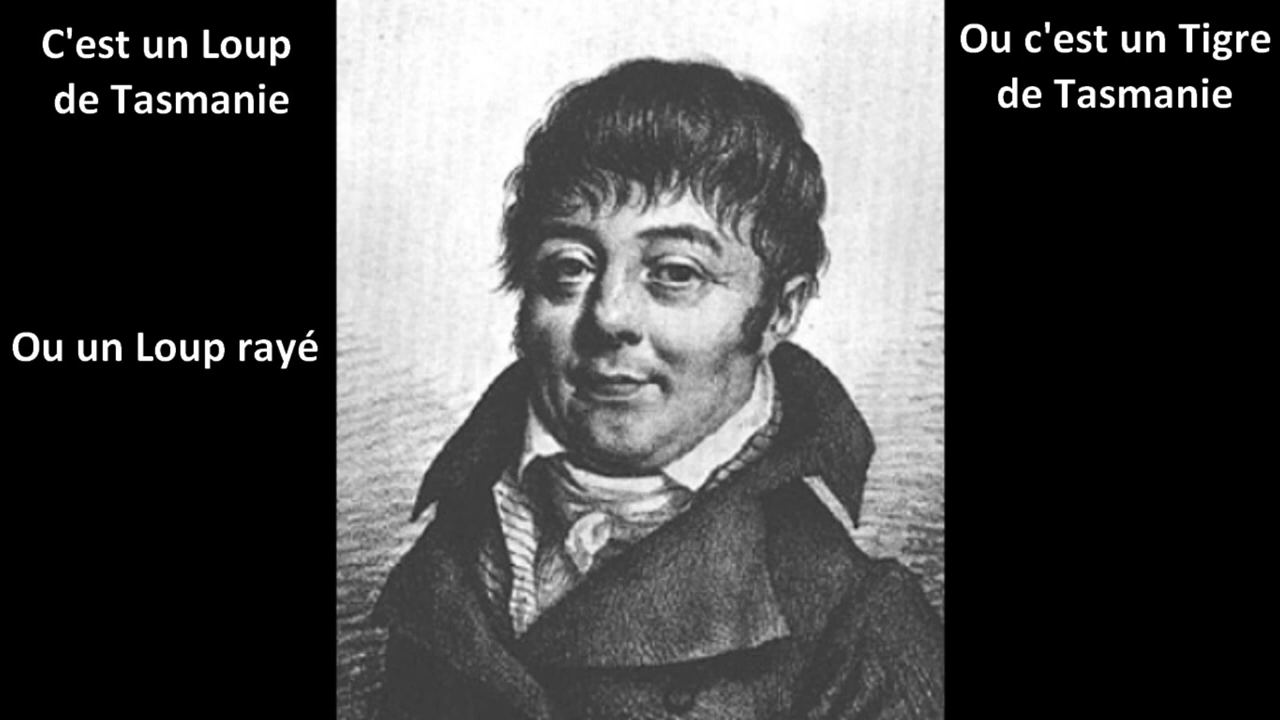 C'est un Loup
de Tasmanie
Ou un Loup rayé
Ou c'est un Tigre
de Tasmanie